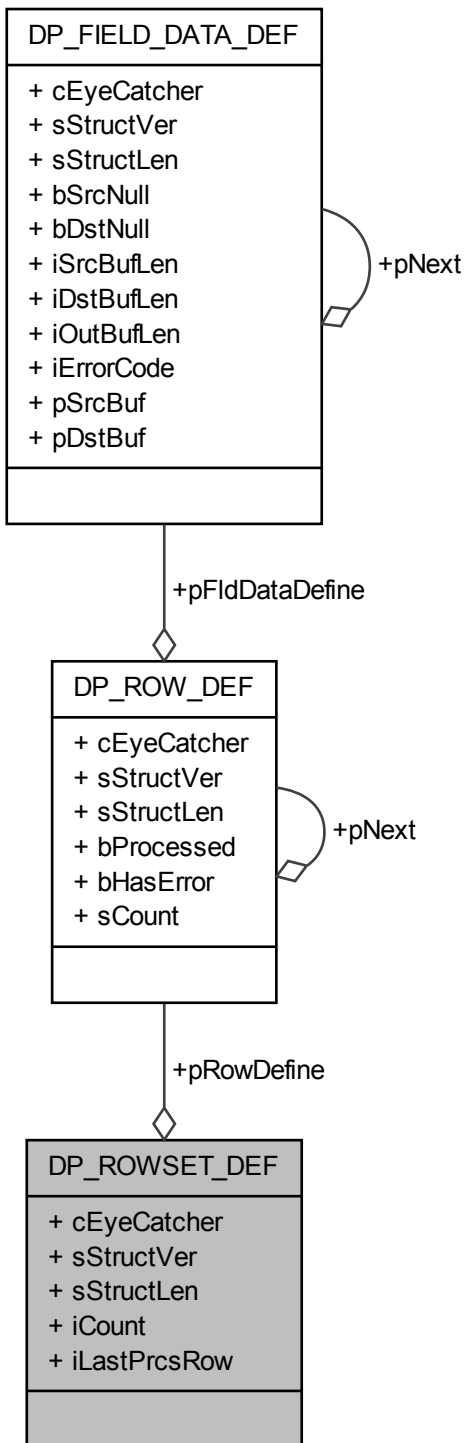 DP_FIELD_DATA_DEF
+ cEyeCatcher
+ sStructVer
+ sStructLen
+ bSrcNull
+ bDstNull
+ iSrcBufLen
+ iDstBufLen
+ iOutBufLen
+ iErrorCode
+ pSrcBuf
+ pDstBuf
+pNext
+pFldDataDefine
DP_ROW_DEF
+ cEyeCatcher
+ sStructVer
+ sStructLen
+ bProcessed
+ bHasError
+ sCount
+pNext
+pRowDefine
DP_ROWSET_DEF
+ cEyeCatcher
+ sStructVer
+ sStructLen
+ iCount
+ iLastPrcsRow